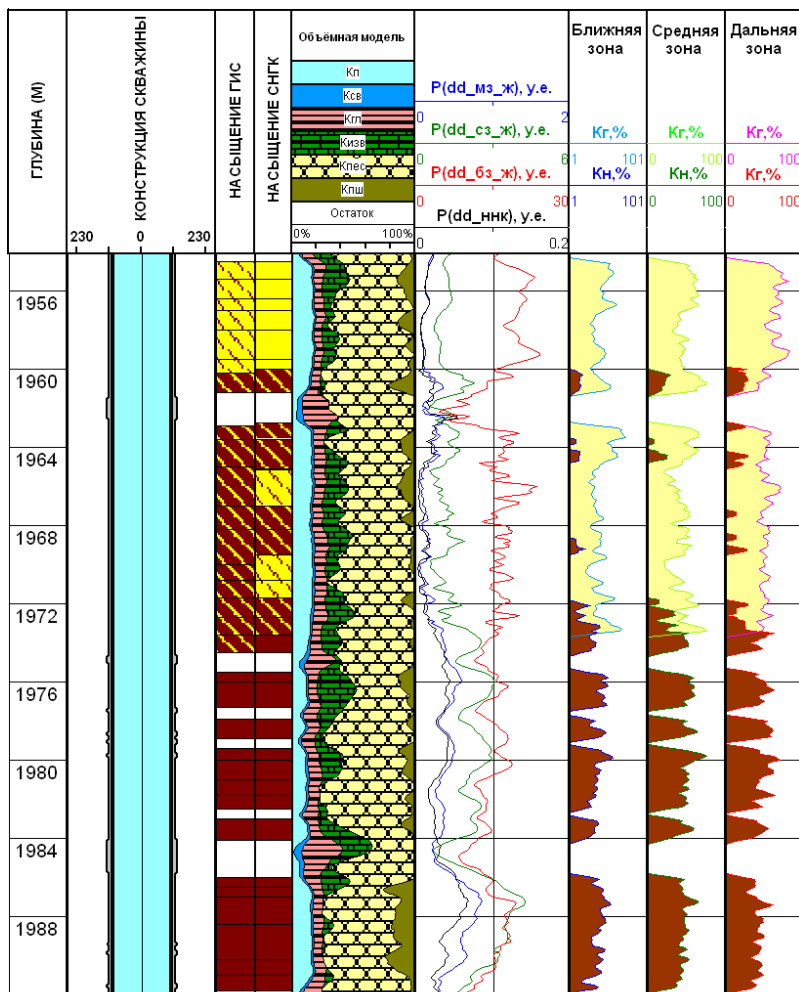 ГЛУБИНА (М)
КОНСТРУКЦИЯ СКВАЖИНЫ
230 0 230
НАСЫЩЕНИЕ ГИС
НАСЫЩЕНИЕ СНГК
Объёмная модель
Кп
Ксв
Кгл
Кизв
Кпес
Кпш
Остаток
0% 100%
P(dd_мз_ж), у.е.
0 2
P(dd_сз_ж), у.е.
0 6
P(dd_бз_ж), у.е.
0 30
P(dd_ннк), у.е.
0 0.2
Ближняя
зона
Кг,%
1 101
Кн,%
1 101
Средняя
зона
Кг,%
0 100
Кн,%
0 100
Дальняя
зона
Кг,%
0 100
Кг,%
0 100
1956
1960
1964
1968
1972
1976
1980
1984
1988